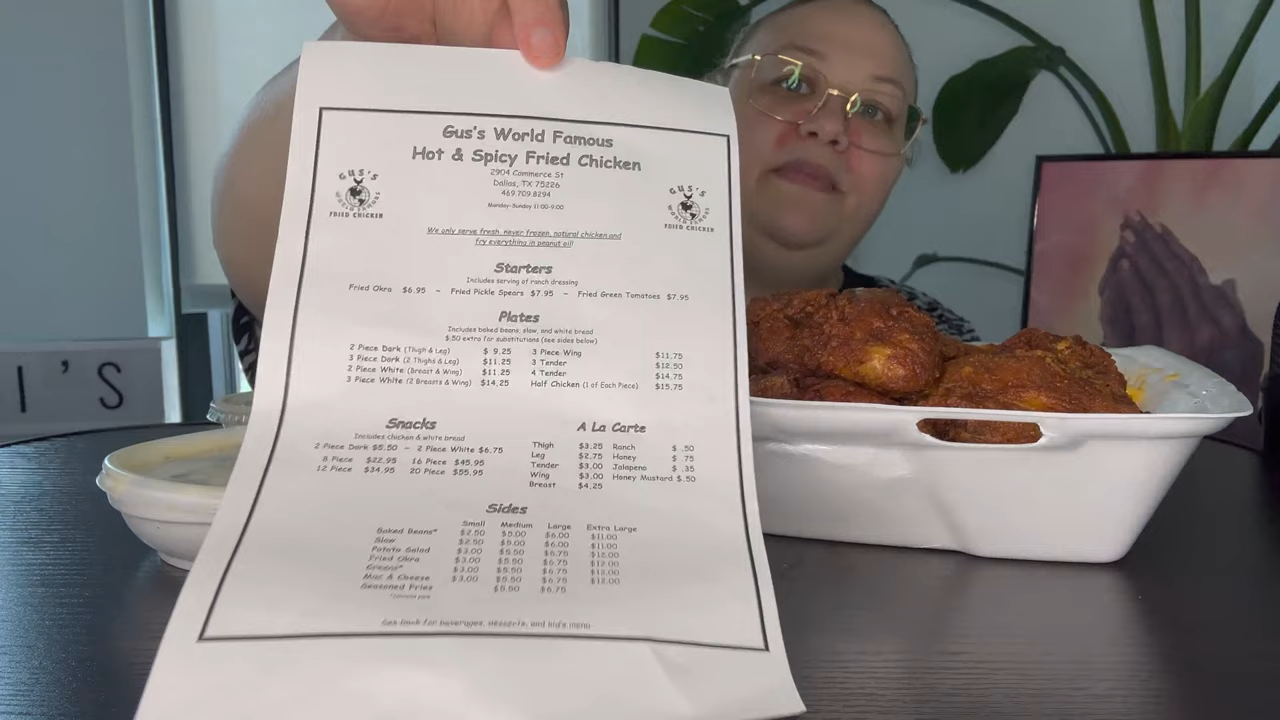 Gus's World Famous
Hot & Spicy Fried Chicken
2904 Commerce St
Dallas, TX 75226
469.709.8294
Monday-Sunday 11:00-9:00
GUS'S
WORLD FAMOUS
FRIED CHICKEN
GUS'S
WORLD FAMOUS
FRIED CHICKEN
We only serve fresh, never frozen, natural chicken and
fry everything in peanut oil!
Starters
Includes serving of ranch dressing
Fried Okra $6.95 – Fried Pickle Spears $7.95 – Fried Green Tomatoes $7.95
Plates
Includes baked beans, slaw, and white bread
$.50 extra for substitutions (see sides below)
2 Piece Dark (Thigh & Leg) $ 9.25 3 Piece Wing $11.75
3 Piece Dark (2 Thighs & Leg) $11.25 3 Tender $12.50
2 Piece White (Breast & Wing) $11.25 4 Tender $14.75
3 Piece White (2 Breasts & Wing) $14.25 Half Chicken (1 of Each Piece) $15.75
Snacks
Includes chicken & white bread
2 Piece Dark $5.50 – 2 Piece White $6.75
8 Piece $22.95 16 Piece $45.95
12 Piece $34.95 20 Piece $55.95
A La Carte
Thigh $3.25 Ranch $ .50
Leg $2.75 Honey $ .75
Tender $3.00 Jalapeno $ .35
Wing $3.00 Honey Mustard $.50
Breast $4.25
Sides
Small Medium Large Extra Large
Baked Beans* $2.50 $5.00 $6.00 $11.00
Slaw $2.50 $5.00 $6.00 $11.00
Potato Salad $3.00 $5.50 $6.75 $12.00
Fried Okra $3.00 $5.50 $6.75 $12.00
Greens* $3.00 $5.50 $6.75 $12.00
Mac & Cheese $3.00 $5.50 $6.75 $12.00
Seasoned Fries $5.50 $6.75
See back for beverages, desserts, and kid's menu
I'S